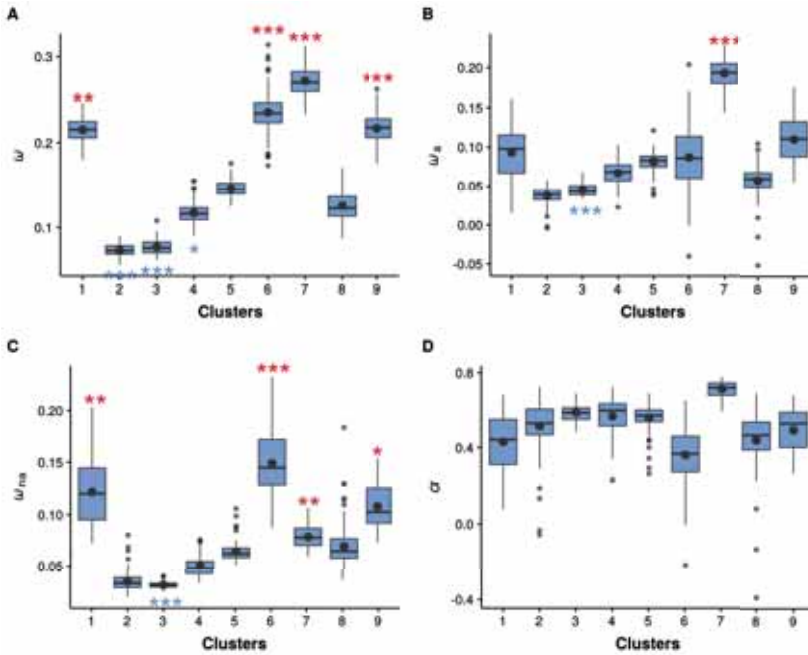 A
0.3
0.2
0.1
ω
★★
★★★
★★★
★★★
★★★
★★★
★
1 2 3 4 5 6 7 8 9
Clusters
B
0.20
0.15
0.10
0.05
0.00
-0.05
ωa
★★★
★★★
1 2 3 4 5 6 7 8 9
Clusters
C
0.20
0.15
0.10
0.05
ωna
★★
★★★
★★
★
★★★
1 2 3 4 5 6 7 8 9
Clusters
D
0.8
0.4
0.0
-0.4
α
1 2 3 4 5 6 7 8 9
Clusters